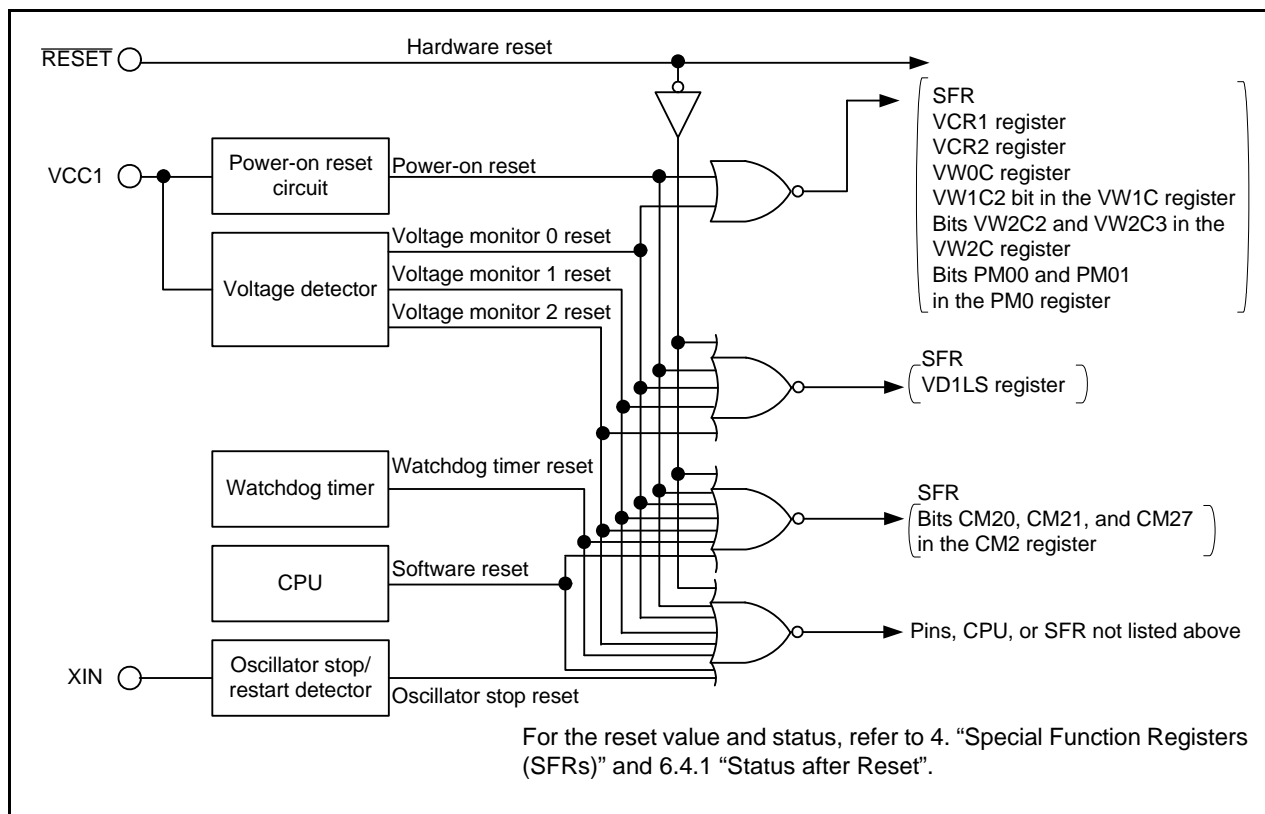 RESET
Hardware reset
SFR
VCR1 register
VCR2 register
VW0C register
VW1C2 bit in the VW1C register
Bits VW2C2 and VW2C3 in the
VW2C register
Bits PM00 and PM01
in the PM0 register
VCC1
Power-on reset
circuit
Power-on reset
Voltage detector
Voltage monitor 0 reset
Voltage monitor 1 reset
Voltage monitor 2 reset
SFR
VD1LS register
Watchdog timer
Watchdog timer reset
SFR
Bits CM20, CM21, and CM27
in the CM2 register
CPU
Software reset
Pins, CPU, or SFR not listed above
XIN
Oscillator stop/
restart detector
Oscillator stop reset
For the reset value and status, refer to 4. “Special Function Registers
(SFRs)” and 6.4.1 “Status after Reset”.